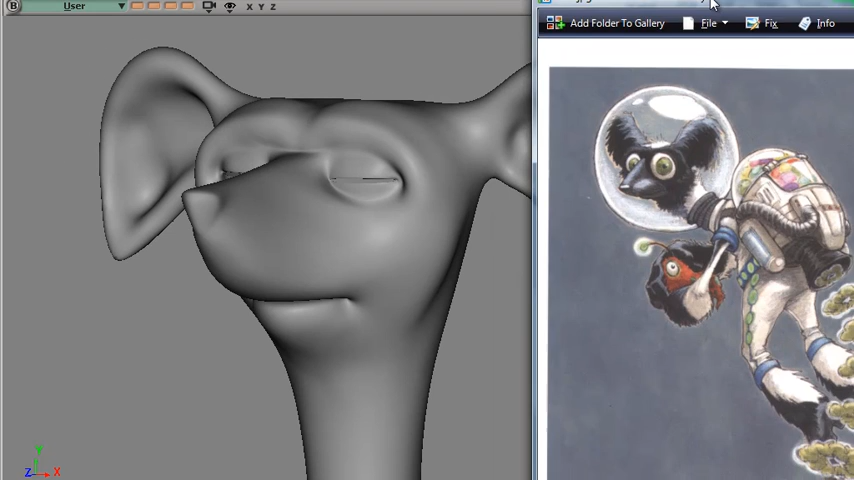 B User X Y Z
Add Folder To Gallery File Fix Info
Y
Z X